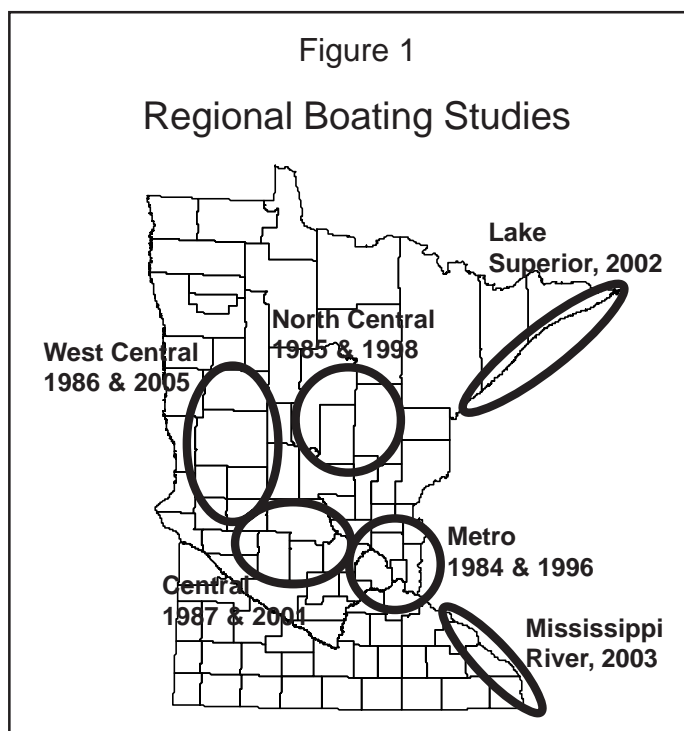 Figure 1
Regional Boating Studies
Lake
Superior, 2002
North Central
1985 & 1998
West Central
1986 & 2005
Metro
1984 & 1996
Central
1987 & 2001
Mississippi
River, 2003